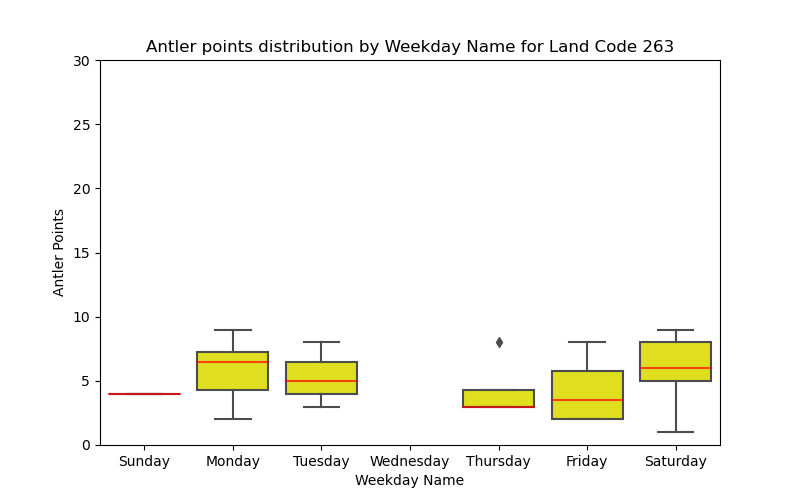 Antler points distribution by Weekday Name for Land Code 263
30
25
20
15
10
5
0
Antler Points
Sunday Monday Tuesday Wednesday Thursday Friday Saturday
Weekday Name